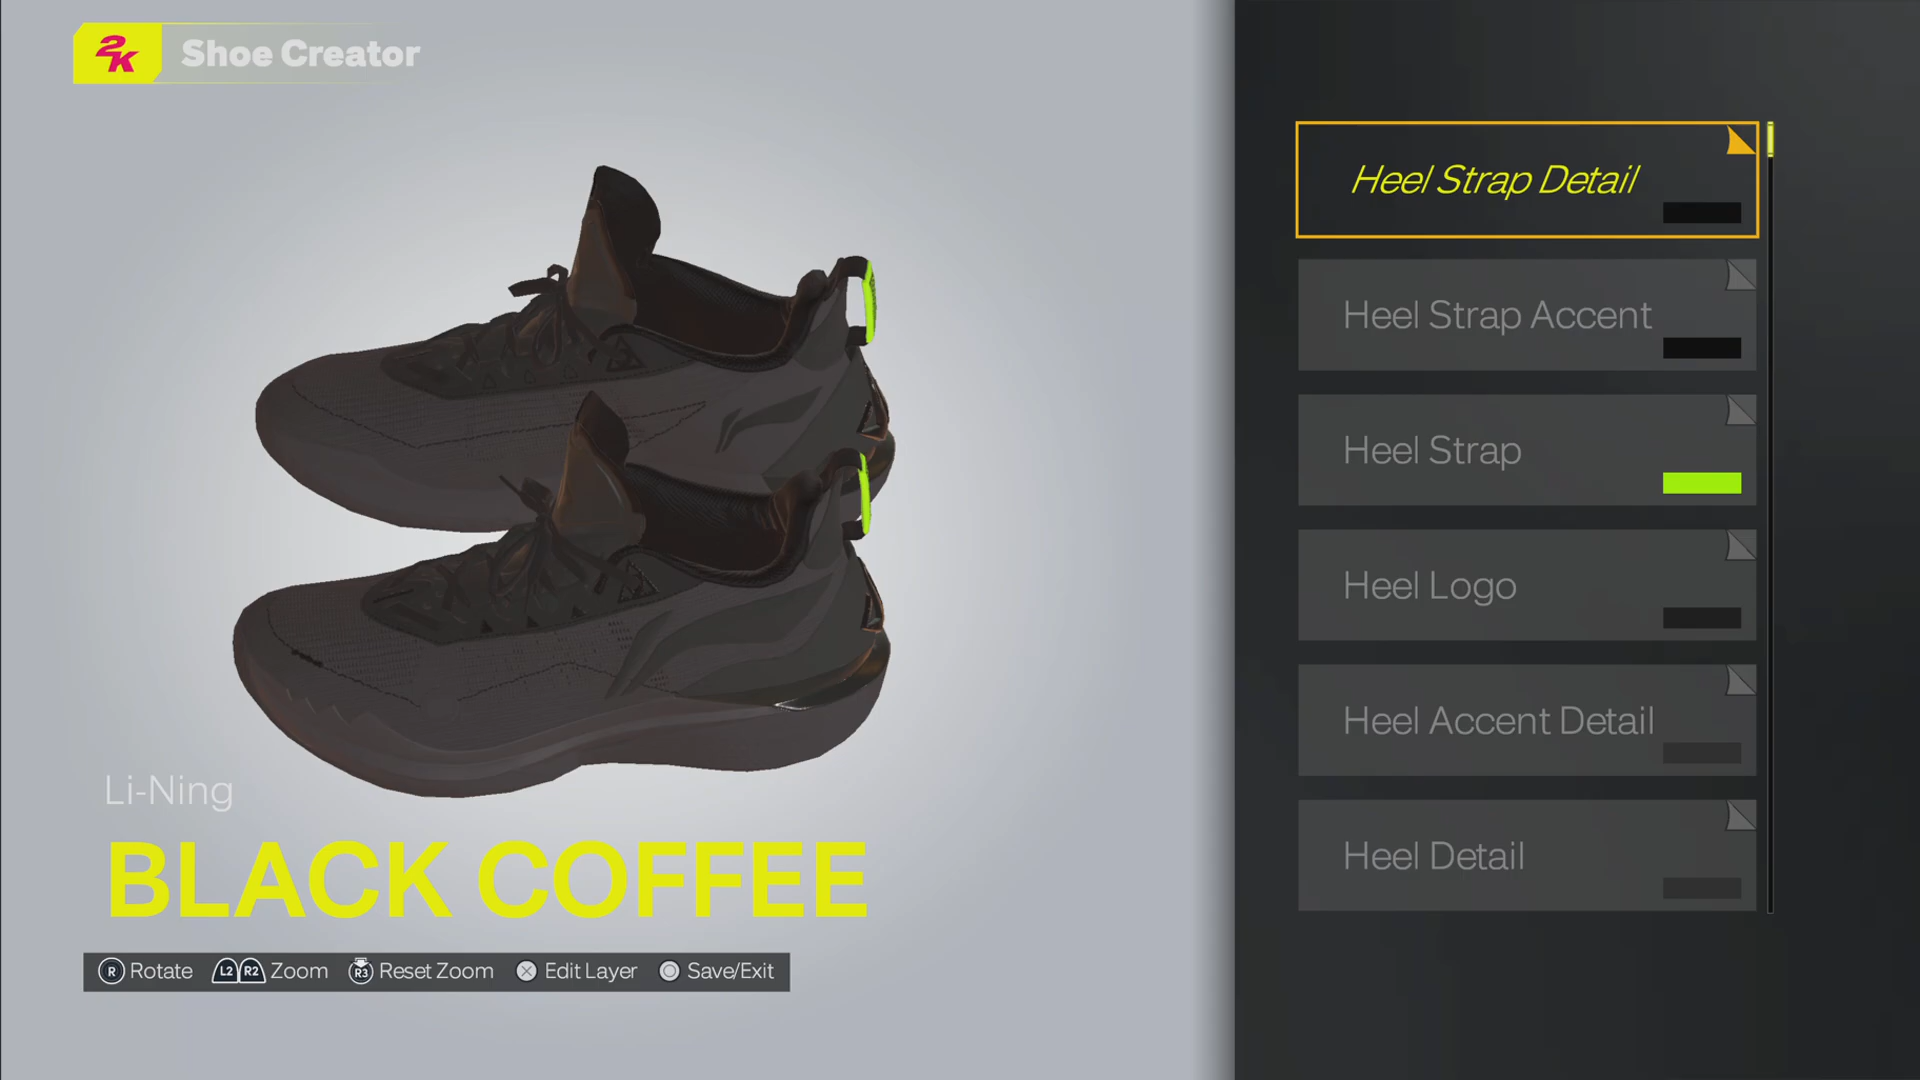 2K Shoe Creator
Heel Strap Detail
Heel Strap Accent
Heel Strap
Heel Logo
Heel Accent Detail
Heel Detail
Li-Ning
BLACK COFFEE
R Rotate L2 R2 Zoom R3 Reset Zoom Edit Layer Save/Exit